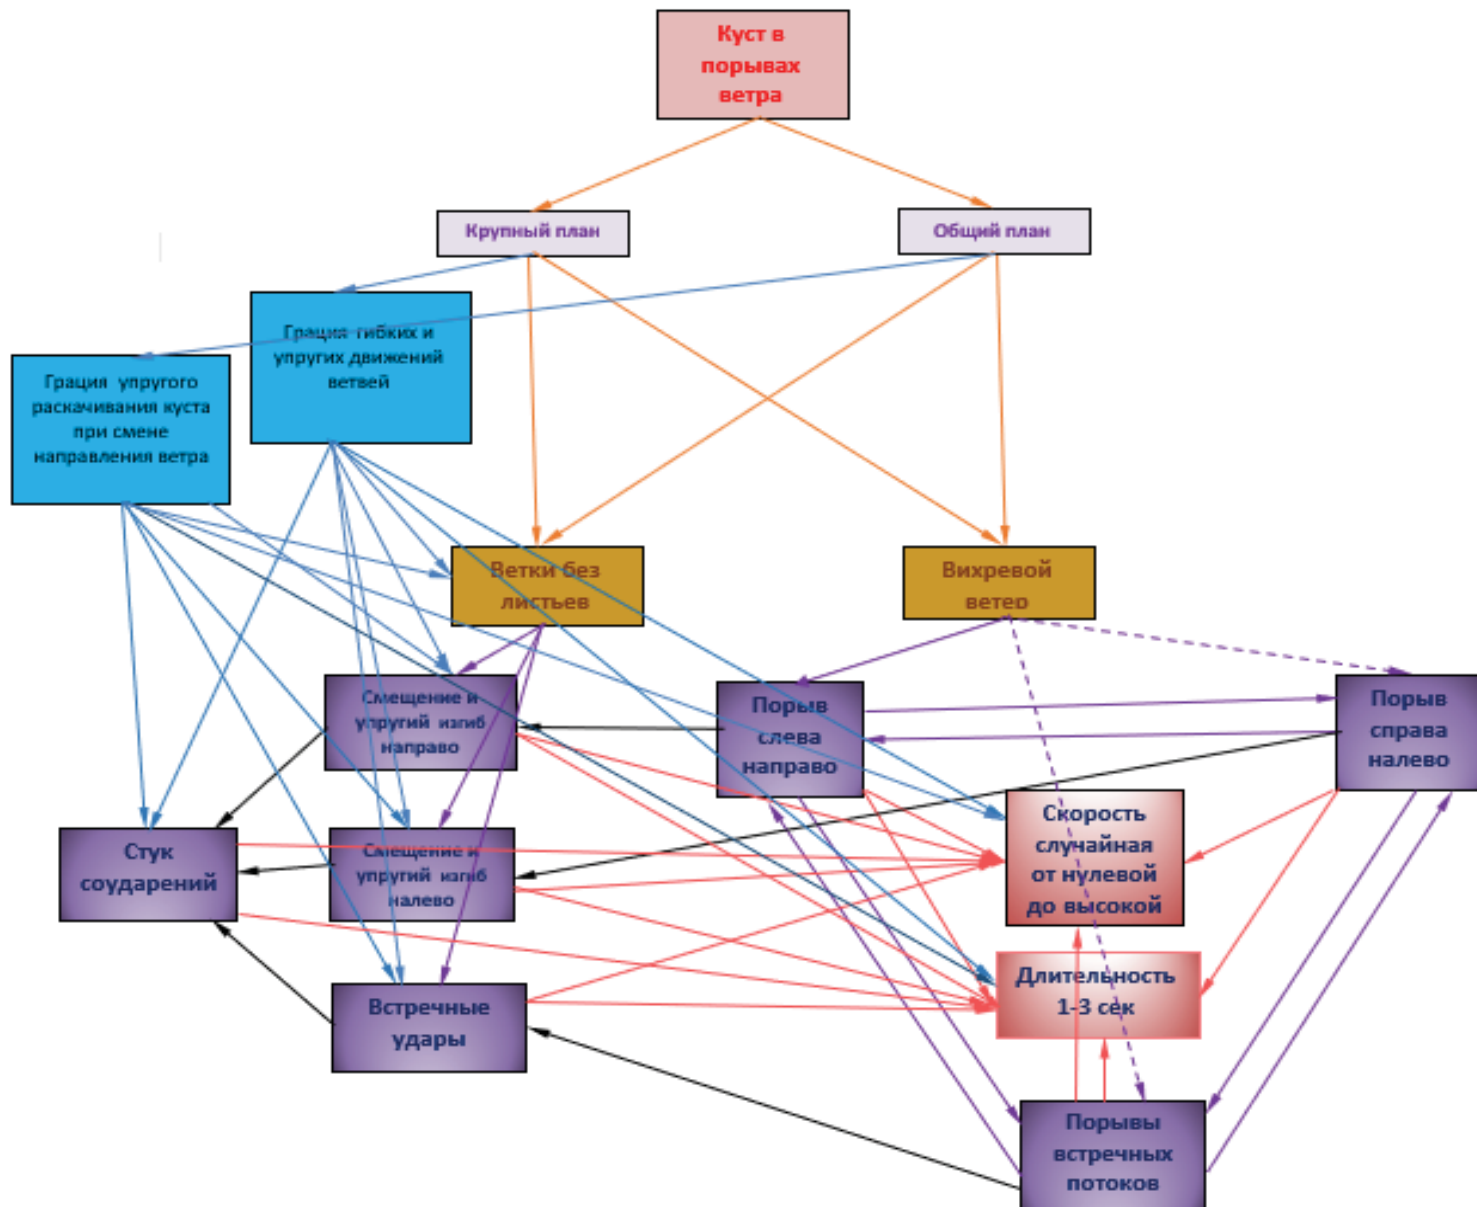 Куст в
порывах
ветра
Крупный план
Общий план
Грация гибких и
упругих движений
ветвей
Грация упругого
раскачивания куста
при смене
направления ветра
Ветки без
листьев
Вихревой
ветер
Смещение и
упругий изгиб
направо
Порыв
слева
направо
Порыв
справа
налево
Скорость
случайная
от нулевой
до высокой
Стук
соударений
Смещение и
упругий изгиб
налево
Длительность
1-3 сек
Встречные
удары
Порывы
встречных
потоков